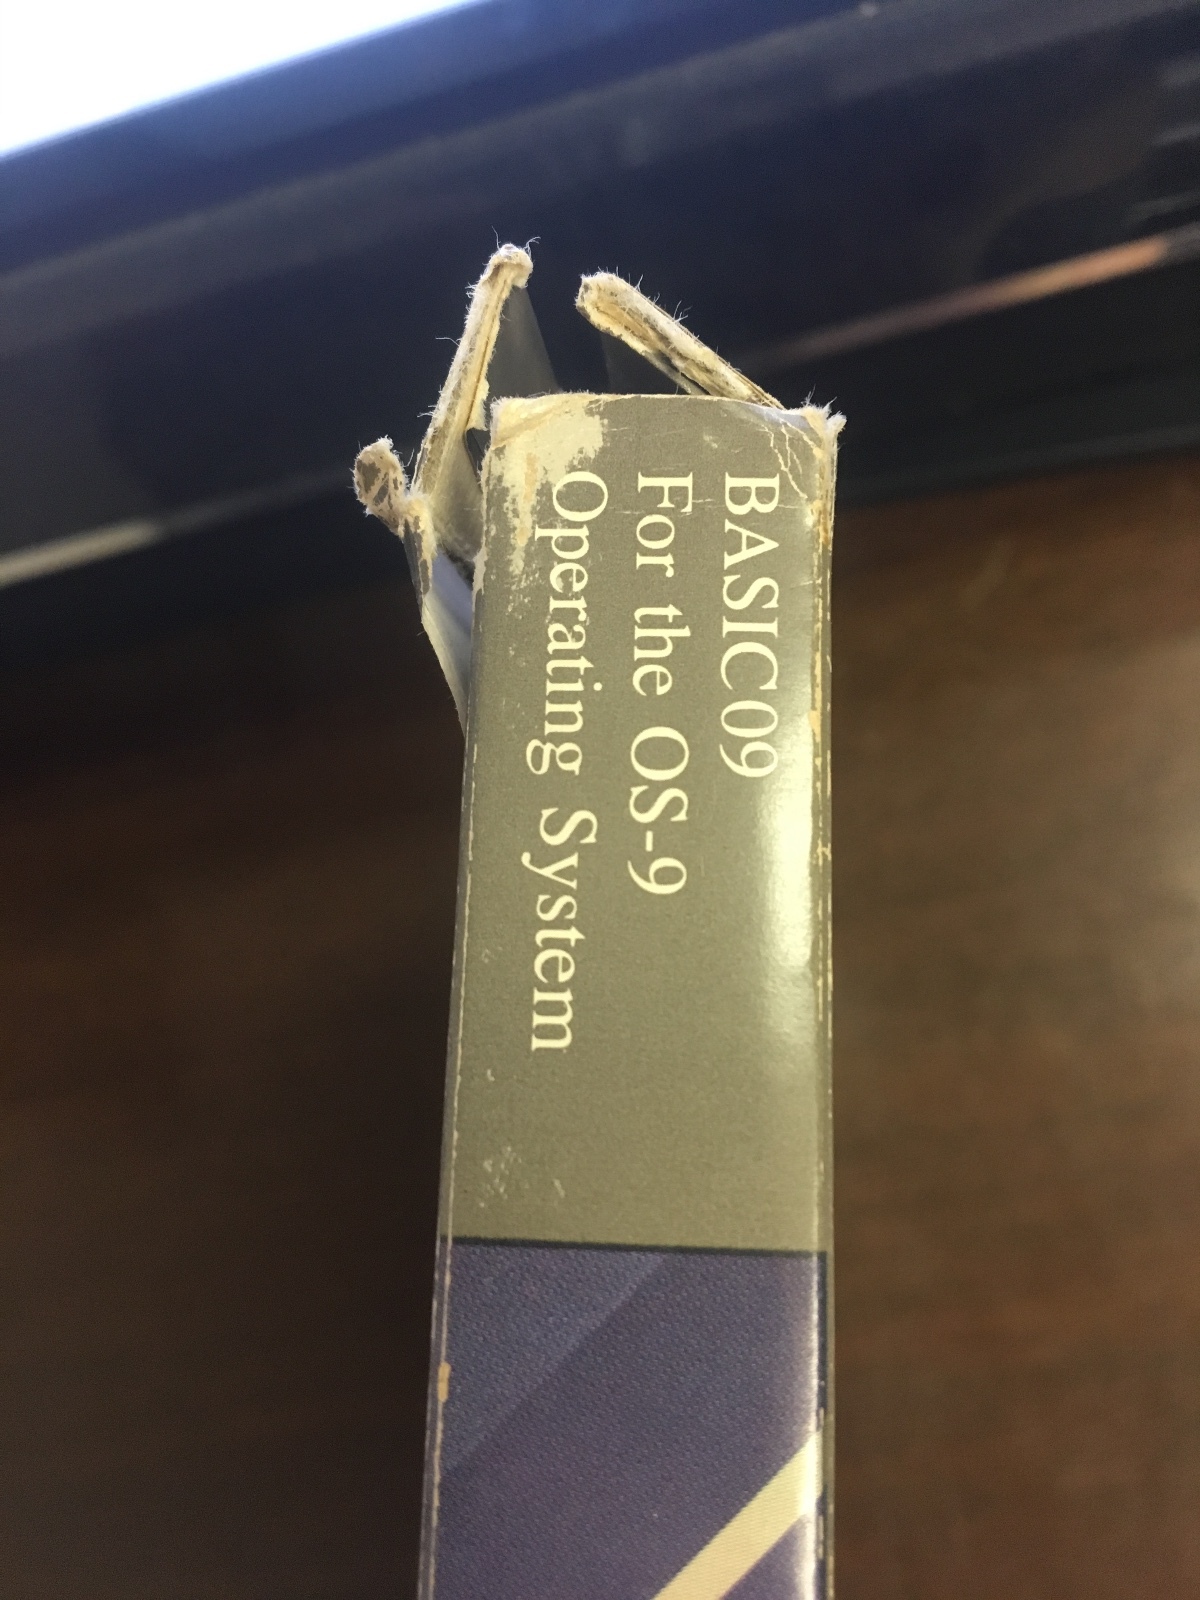 BASIC09
For the OS-9
Operating System